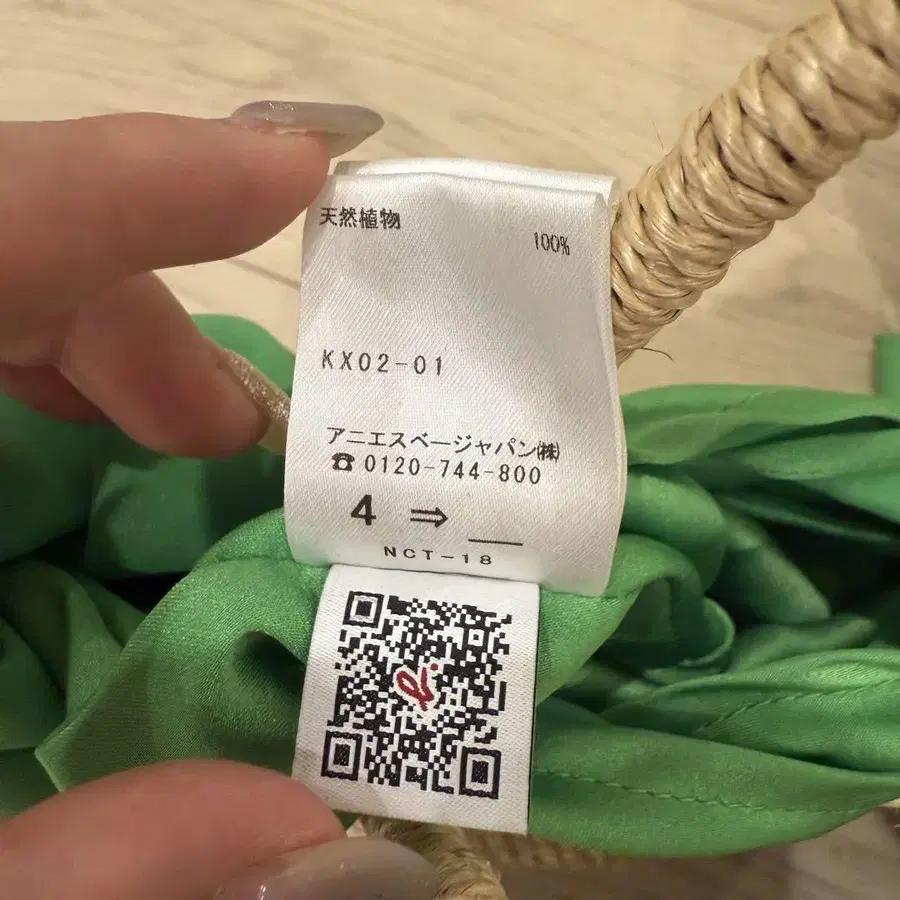 天然植物
100%
KX02-01
アニエスベージャパン㈱
☎0120-744-800
4 ⇒ __
NCT-18
b.